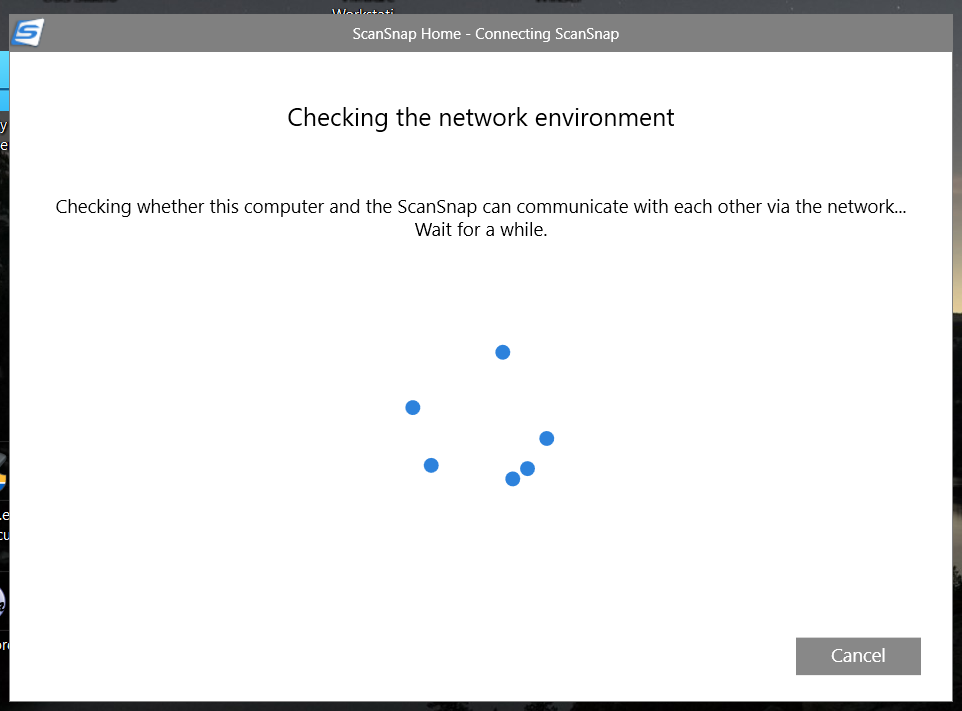 ScanSnap Home - Connecting ScanSnap
Checking the network environment
Checking whether this computer and the ScanSnap can communicate with each other via the network...
Wait for a while.
Cancel